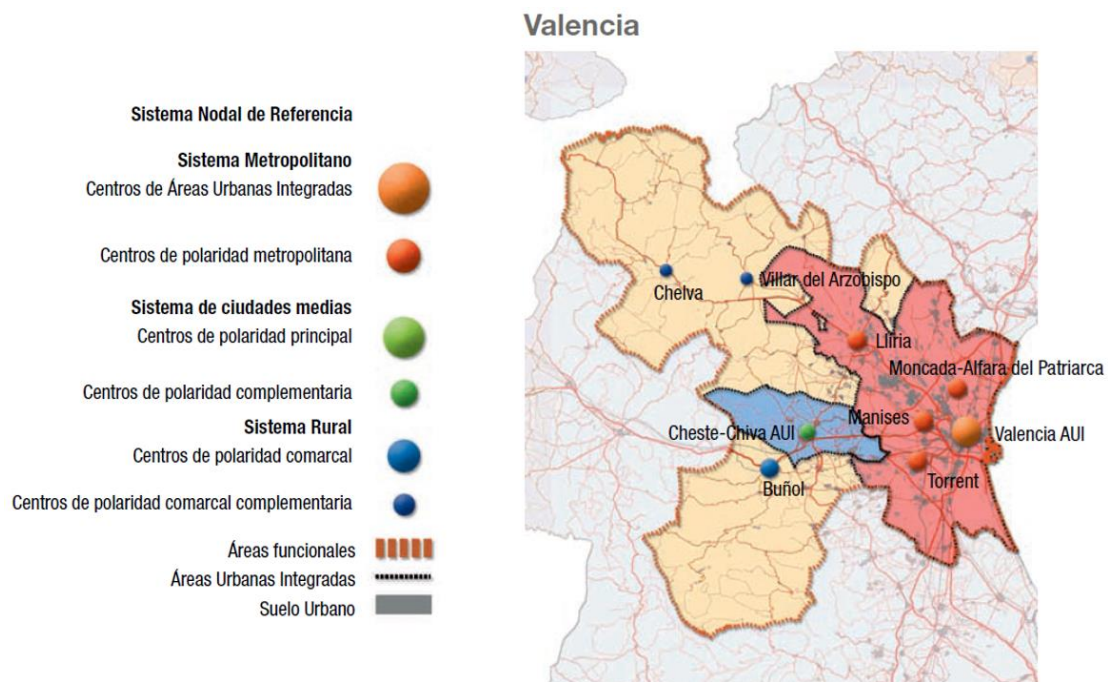 Valencia
Sistema Nodal de Referencia
Sistema Metropolitano
Centros de Áreas Urbanas Integradas
Centros de polaridad metropolitana
Sistema de ciudades medias
Centros de polaridad principal
Centros de polaridad complementaria
Sistema Rural
Centros de polaridad comarcal
Centros de polaridad comarcal complementaria
Áreas funcionales
Áreas Urbanas Integradas
Suelo Urbano
Chelva
Villar del Arzobispo
Llíria
Moncada-Alfara del Patriarca
Manises
Cheste-Chiva AUI
Valencia AUI
Torrent
Buñol